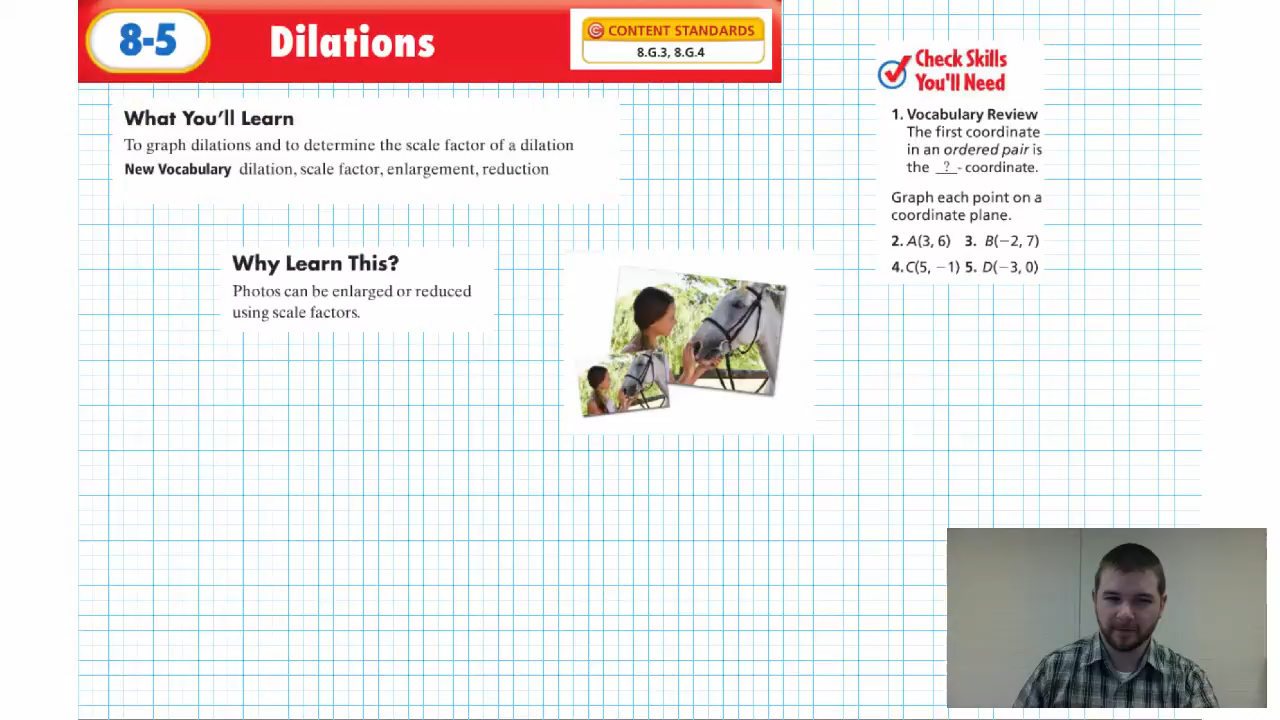 8-5
Dilations
CONTENT STANDARDS
8.G.3, 8.G.4
What You'll Learn
To graph dilations and to determine the scale factor of a dilation
New Vocabulary dilation, scale factor, enlargement, reduction
Why Learn This?
Photos can be enlarged or reduced
using scale factors.
Check Skills
You'll Need
1. Vocabulary Review
The first coordinate
in an ordered pair is
the ? - coordinate.
Graph each point on a
coordinate plane.
2. A(3, 6) 3. B(−2, 7)
4. C(5, −1) 5. D(−3, 0)